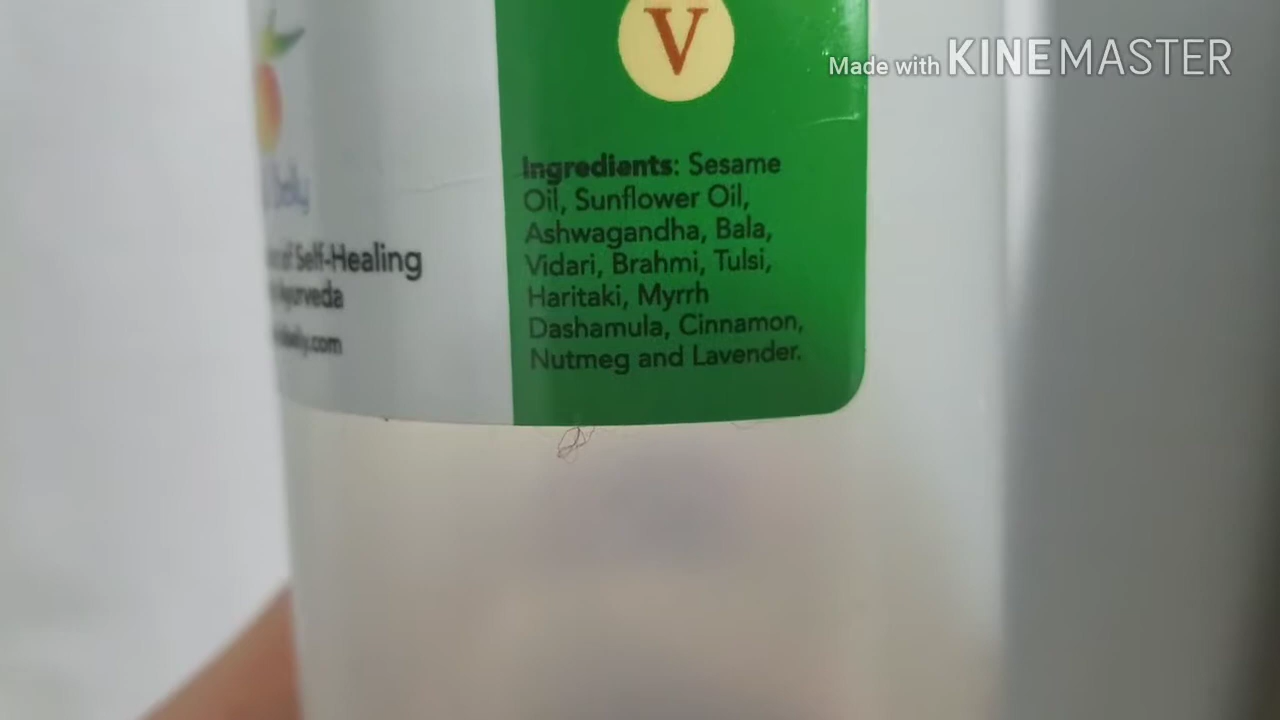 V
Made with KINEMASTER
Ingredients: Sesame
Oil, Sunflower Oil,
Ashwagandha, Bala,
Vidari, Brahmi, Tulsi,
Haritaki, Myrrh
Dashamula, Cinnamon,
Nutmeg and Lavender.
Self-Healing
Ayurveda